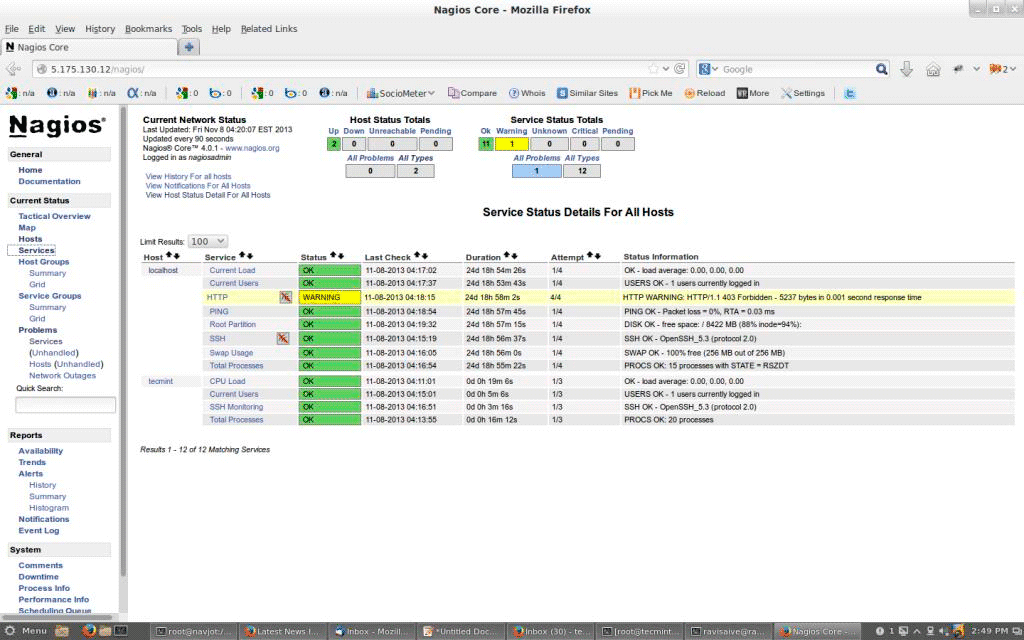 Nagios Core - Mozilla Firefox
File Edit View History Bookmarks Tools Help Related Links
N Nagios Core
5.175.130.12/nagios/
Google
2
: n/a : n/a : n/a : n/a : 0 : 0 : 0 : 0 : n/a SocioMeter Compare Whois Similar Sites Pick Me Reload More Settings
Nagios®
General
Home
Documentation
Current Status
Tactical Overview
Map
Hosts
Services
Host Groups
Summary
Grid
Service Groups
Summary
Grid
Problems
Services
(Unhandled)
Hosts (Unhandled)
Network Outages
Quick Search:
Reports
Availability
Trends
Alerts
History
Summary
Histogram
Notifications
Event Log
System
Comments
Downtime
Process Info
Performance Info
Scheduling Queue
Current Network Status
Last Updated: Fri Nov 8 04:20:07 EST 2013
Updated every 90 seconds
Nagios® Core™ 4.0.1 - www.nagios.org
Logged in as nagiosadmin
View History For all hosts
View Notifications For All Hosts
View Host Status Detail For All Hosts
Host Status Totals
Up Down Unreachable Pending
2 0 0 0
All Problems All Types
0 2
Service Status Totals
Ok Warning Unknown Critical Pending
11 1 0 0 0
All Problems All Types
1 12
Service Status Details For All Hosts
Limit Results: 100
Host Service Status Last Check Duration Attempt Status Information
localhost Current Load OK 11-08-2013 04:17:02 24d 18h 54m 26s 1/4 OK - load average: 0.00, 0.00, 0.00
Current Users OK 11-08-2013 04:17:37 24d 18h 53m 43s 1/4 USERS OK - 1 users currently logged in
HTTP WARNING 11-08-2013 04:18:15 24d 18h 58m 2s 4/4 HTTP WARNING: HTTP/1.1 403 Forbidden - 5237 bytes in 0.001 second response time
PING OK 11-08-2013 04:18:54 24d 18h 57m 45s 1/4 PING OK - Packet loss = 0%, RTA = 0.03 ms
Root Partition OK 11-08-2013 04:19:32 24d 18h 57m 15s 1/4 DISK OK - free space: / 8422 MB (88% inode=94%):
SSH OK 11-08-2013 04:15:19 24d 18h 56m 37s 1/4 SSH OK - OpenSSH_5.3 (protocol 2.0)
Swap Usage OK 11-08-2013 04:16:05 24d 18h 56m 0s 1/4 SWAP OK - 100% free (256 MB out of 256 MB)
Total Processes OK 11-08-2013 04:16:54 24d 18h 55m 22s 1/4 PROCS OK: 15 processes with STATE = RSZDT
tecmint CPU Load OK 11-08-2013 04:11:01 0d 0h 19m 6s 1/3 OK - load average: 0.00, 0.00, 0.00
Current Users OK 11-08-2013 04:15:01 0d 0h 5m 6s 1/3 USERS OK - 1 users currently logged in
SSH Monitoring OK 11-08-2013 04:16:51 0d 0h 3m 16s 1/3 SSH OK - OpenSSH_5.3 (protocol 2.0)
Total Processes OK 11-08-2013 04:13:55 0d 0h 16m 12s 1/3 PROCS OK: 20 processes
Results 1 - 12 of 12 Matching Services
Menu root@navjot:/... Latest News I... Inbox - Mozill... *Untitled Doc... Inbox (30) - te... [root@tecmint... ravisaive@ra... Nagios Core ... 1 2:49 PM